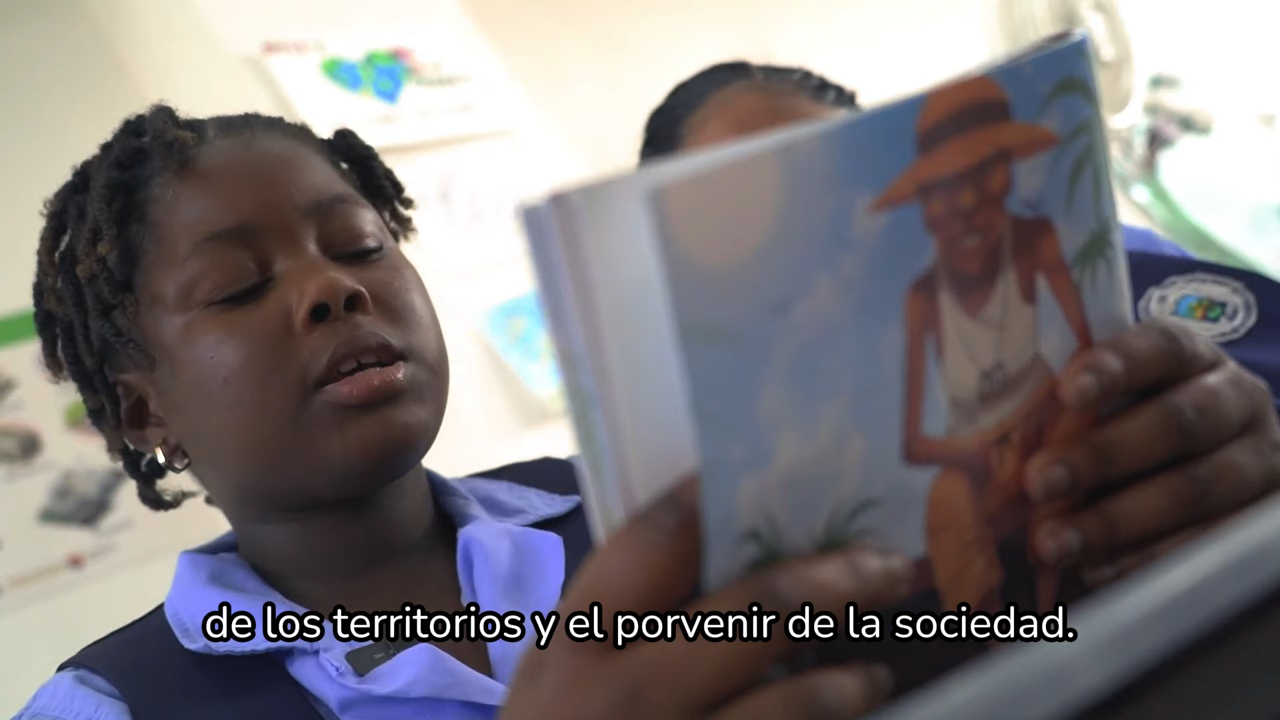 de los territorios y el porvenir de la sociedad.